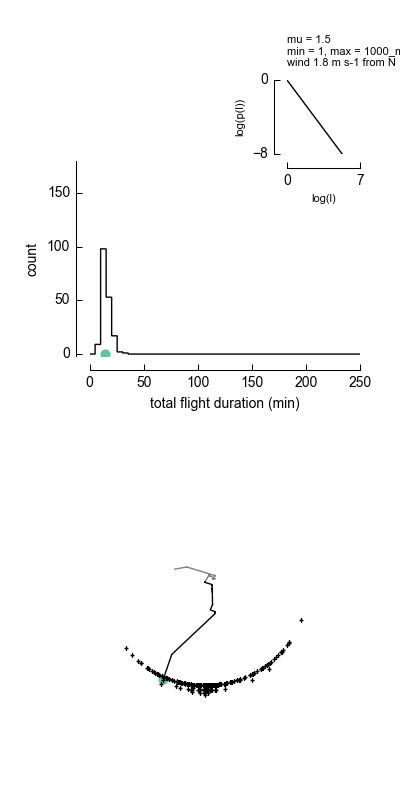 mu = 1.5
min = 1, max = 1000_m
wind 1.8 m s-1 from N
0
log(p(l))
−8
0 7
log(l)
150
100
50
0
count
0 50 100 150 200 250
total flight duration (min)